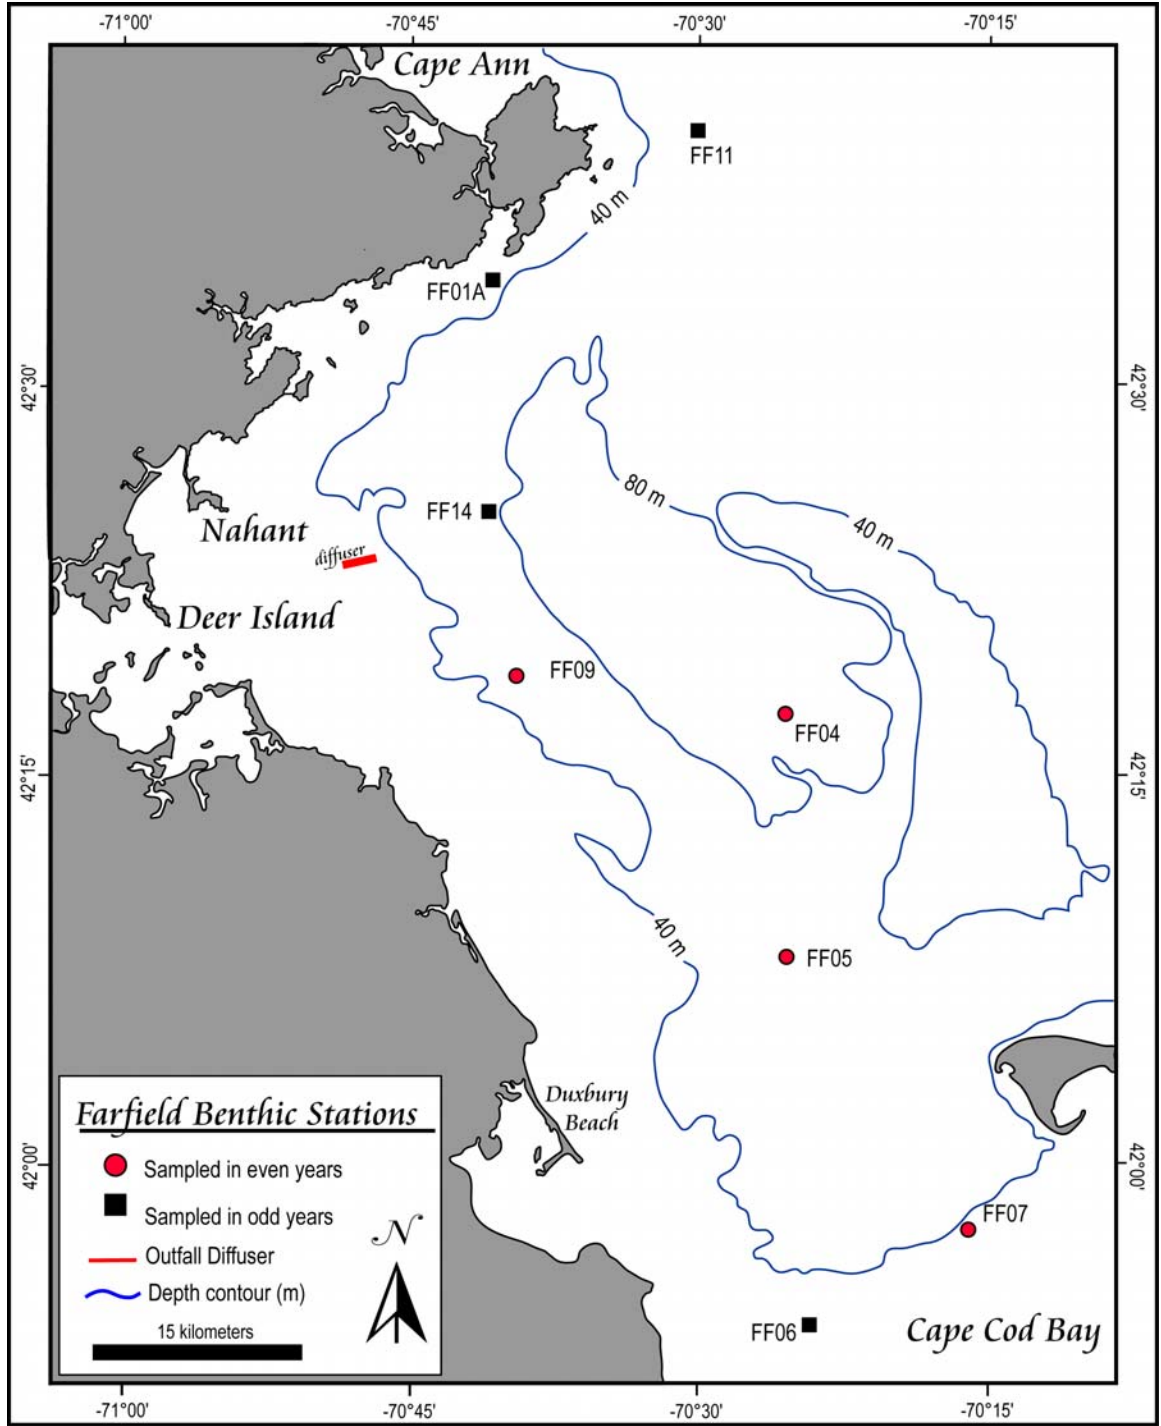 -71°00'
-70°45'
-70°30'
-70°15'
Cape Ann
FF11
40 m
FF01A
42°30'
42°30'
80 m
FF14
40 m
Nahant
diffuser
Deer Island
FF09
FF04
42°15'
42°15'
40 m
FF05
Duxbury
Beach
Farfield Benthic Stations
Sampled in even years
Sampled in odd years
Outfall Diffuser
Depth contour (m)
15 kilometers
N
42°00'
42°00'
FF07
FF06
Cape Cod Bay
-71°00'
-70°45'
-70°30'
-70°15'